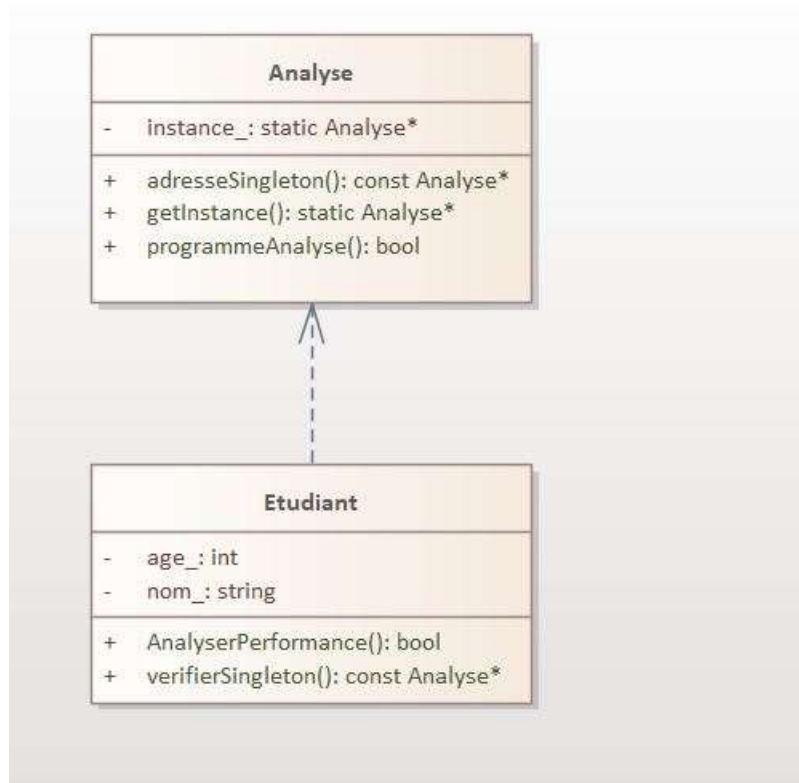 Analyse
- instance_: static Analyse*
+ adresseSingleton(): const Analyse*
+ getInstance(): static Analyse*
+ programmeAnalyse(): bool
Etudiant
- age_: int
- nom_: string
+ AnalyserPerformance(): bool
+ verifierSingleton(): const Analyse*